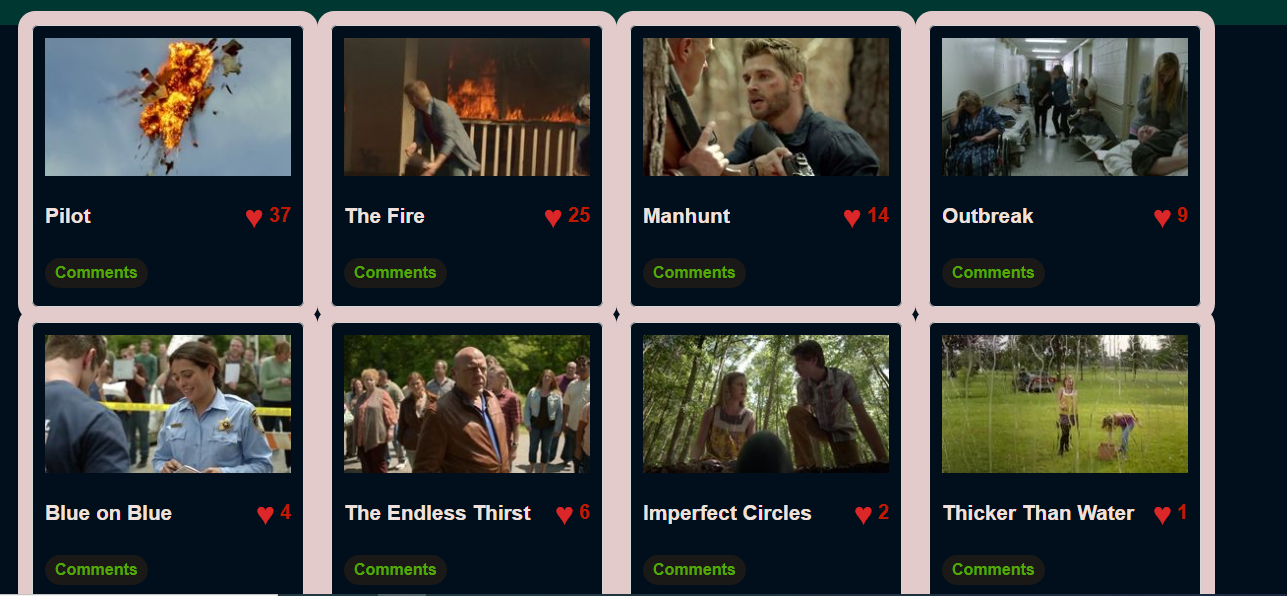 Pilot ♥ 37
The Fire ♥ 25
Manhunt ♥ 14
Outbreak ♥ 9
Comments
Comments
Comments
Comments
Blue on Blue ♥ 4
The Endless Thirst ♥ 6
Imperfect Circles ♥ 2
Thicker Than Water ♥ 1
Comments
Comments
Comments
Comments